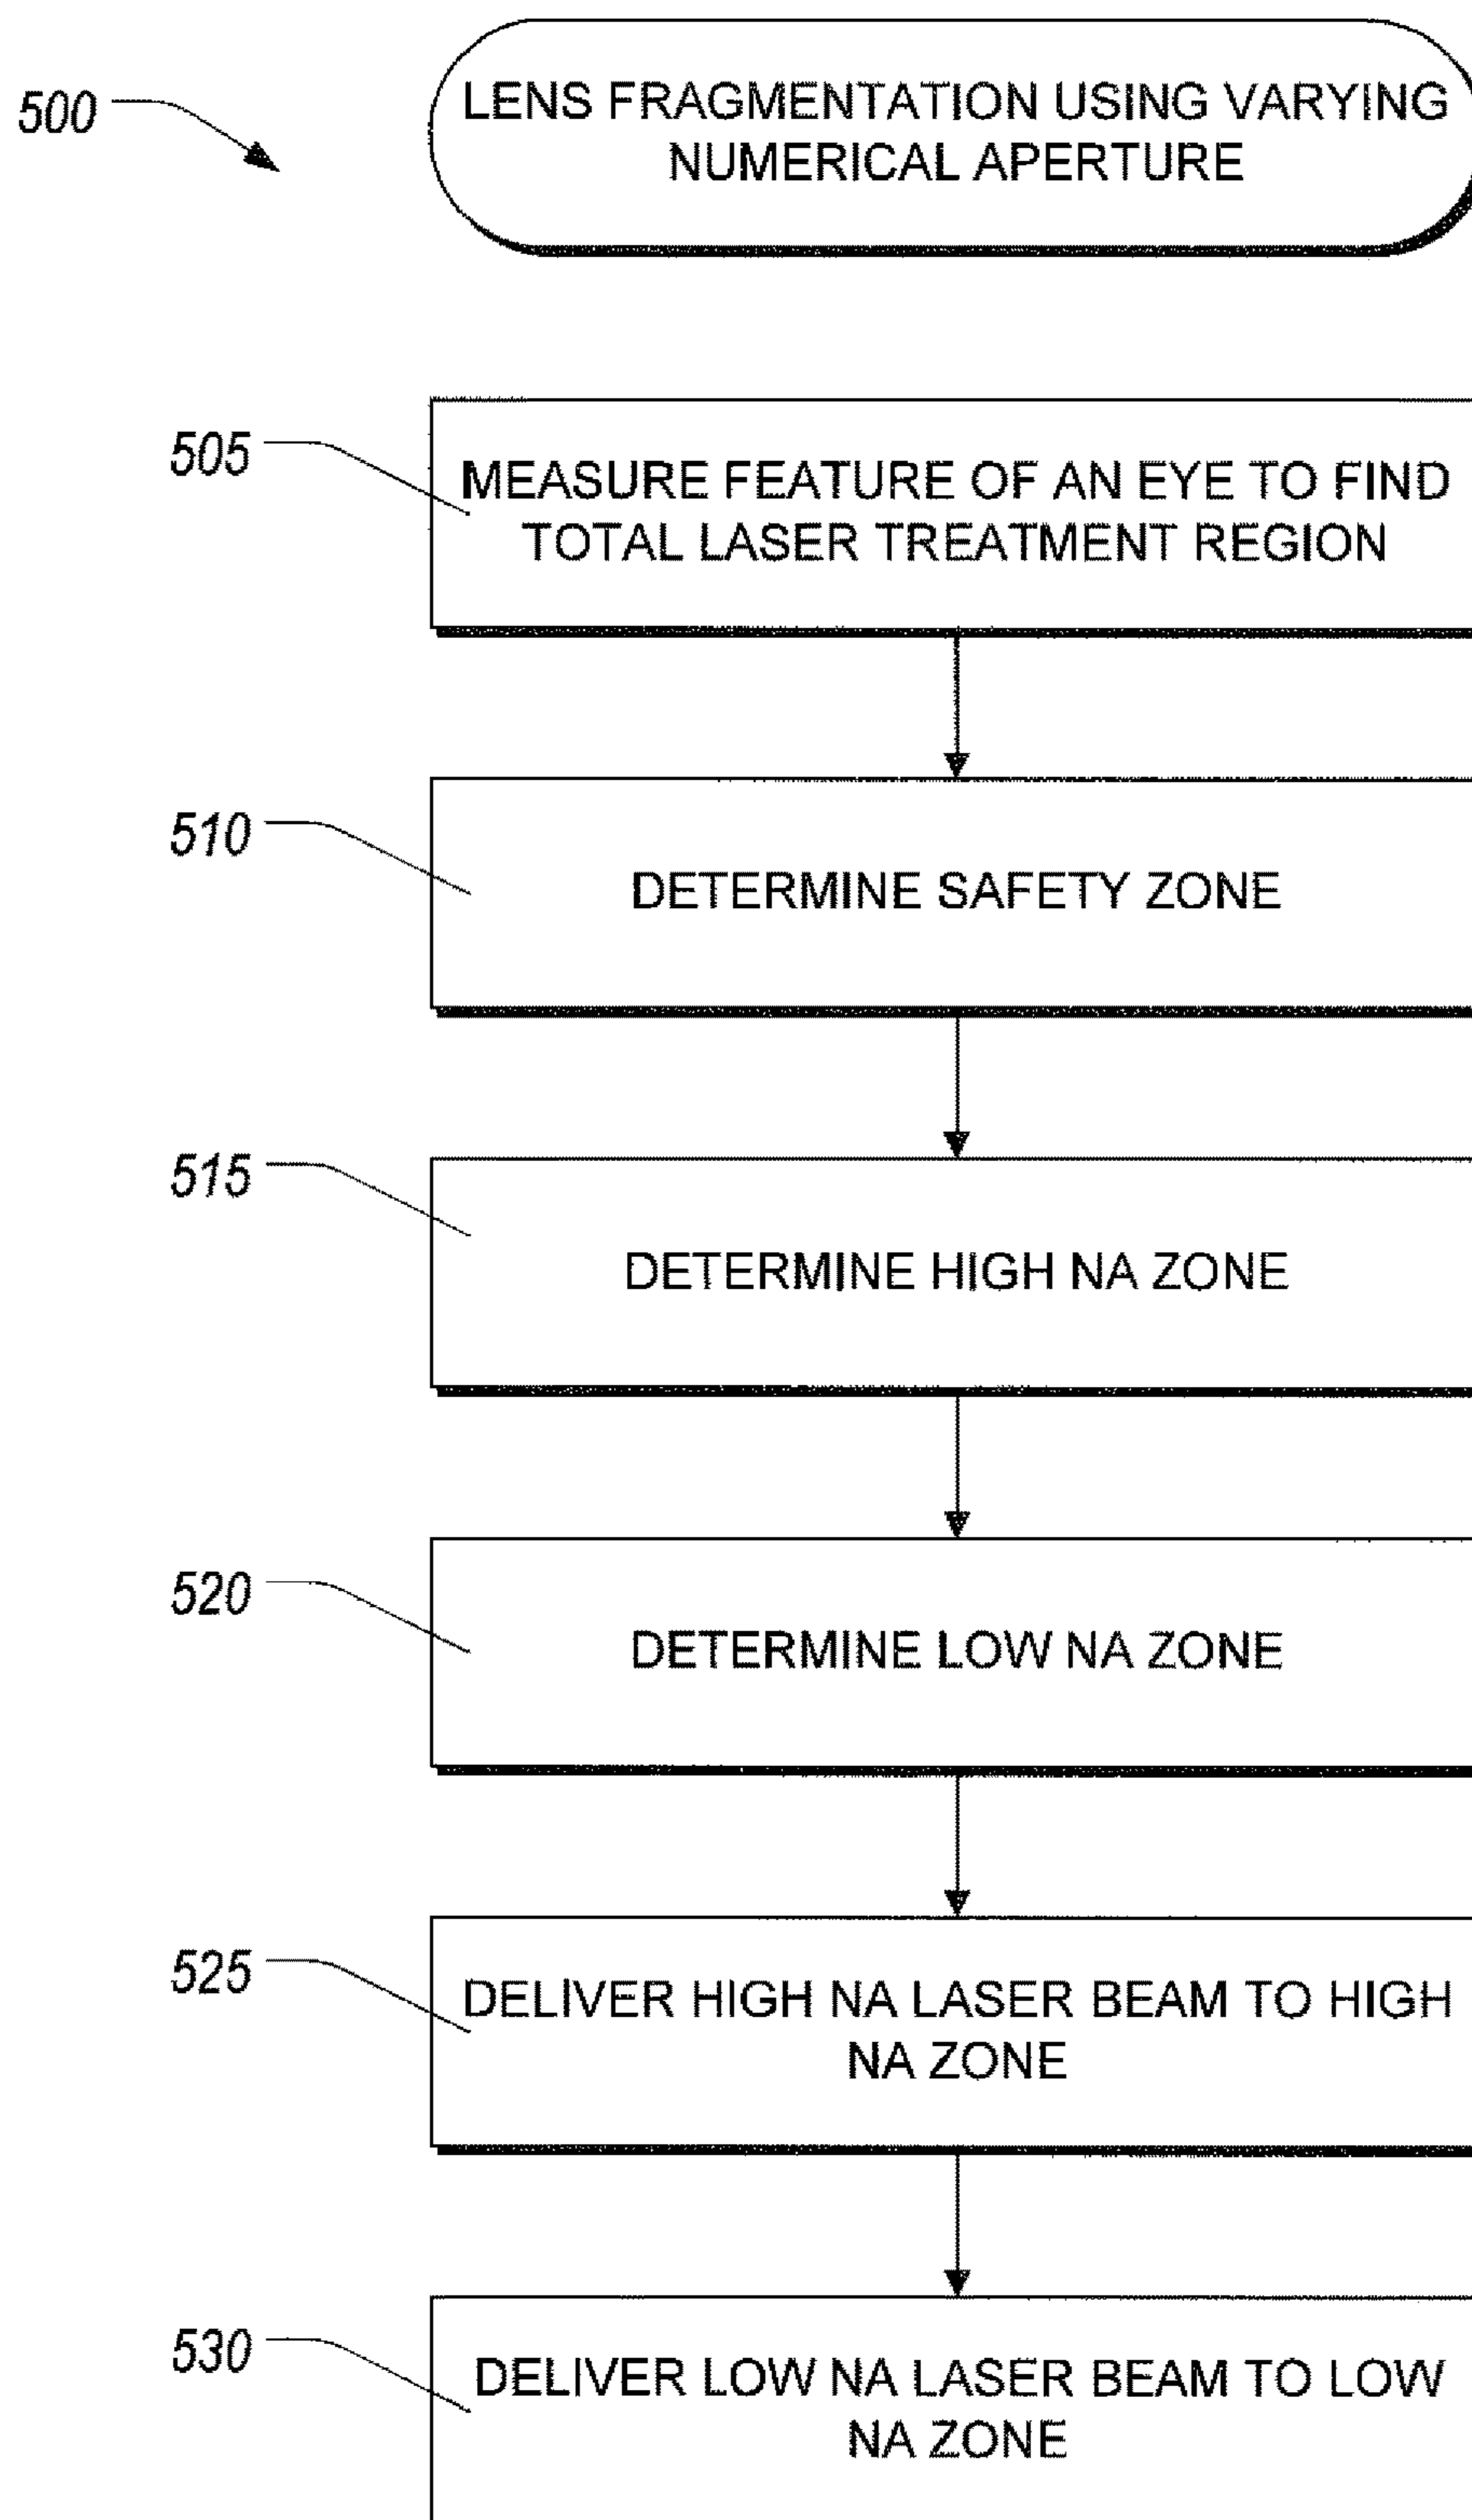 500
LENS FRAGMENTATION USING VARYING
NUMERICAL APERTURE
505
MEASURE FEATURE OF AN EYE TO FIND
TOTAL LASER TREATMENT REGION
510
DETERMINE SAFETY ZONE
515
DETERMINE HIGH NA ZONE
520
DETERMINE LOW NA ZONE
525
DELIVER HIGH NA LASER BEAM TO HIGH
NA ZONE
530
DELIVER LOW NA LASER BEAM TO LOW
NA ZONE